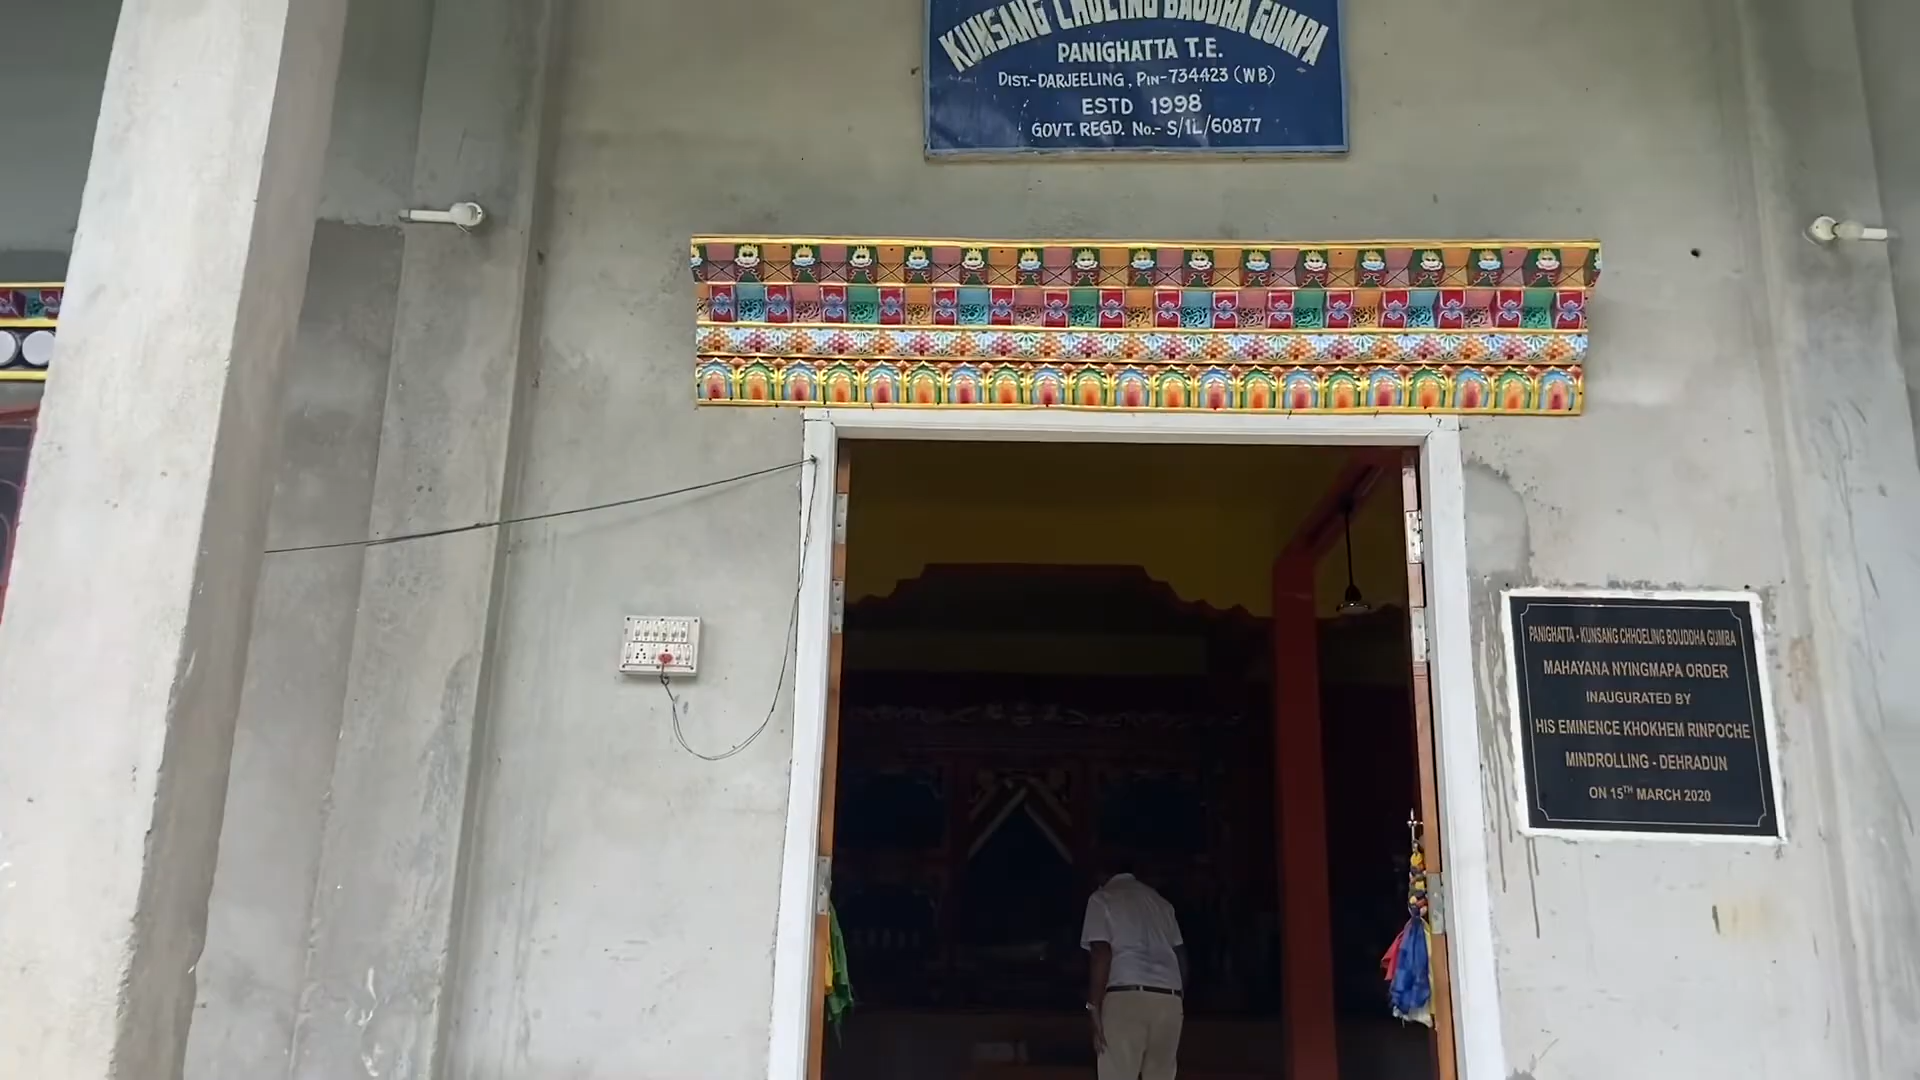 KUNSANG CHOLING BAUDHA GUMPA
PANIGHATTA T.E.
DIST.-DARJEELING, PIN-734423 (WB)
ESTD 1998
GOVT. REGD. No.- S/1L/60877
PANIGHATTA - KUNSANG CHHOELING BOUDDHA GUMBA
MAHAYANA NYINGMAPA ORDER
INAUGURATED BY
HIS EMINENCE KHOKHEM RINPOCHE
MINDROLLING - DEHRADUN
ON 15TH MARCH 2020